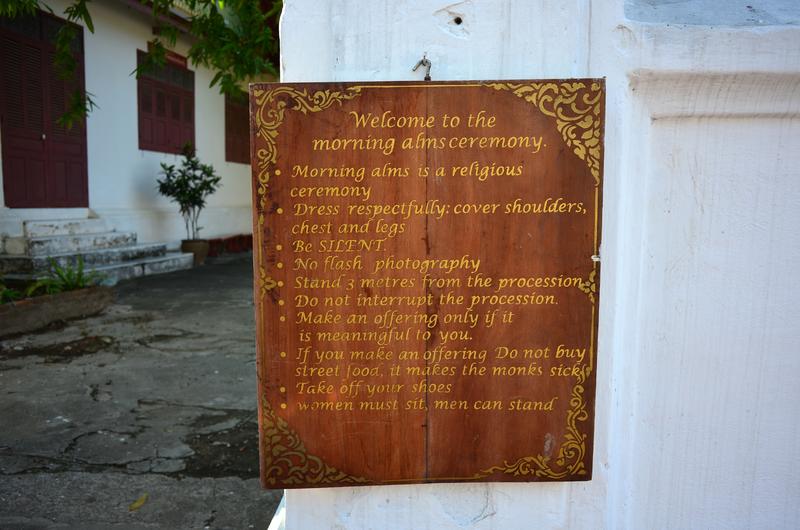 Welcome to the
morning alms ceremony.
• Morning alms is a religious
ceremony
• Dress respectfully: cover shoulders,
chest and legs
• Be SILENT.
• No flash photography
• Stand 3 metres from the procession
• Do not interrupt the procession.
• Make an offering only if it
is meaningful to you.
• If you make an offering Do not buy
street food, it makes the monks sick
• Take off your shoes
• women must sit, men can stand